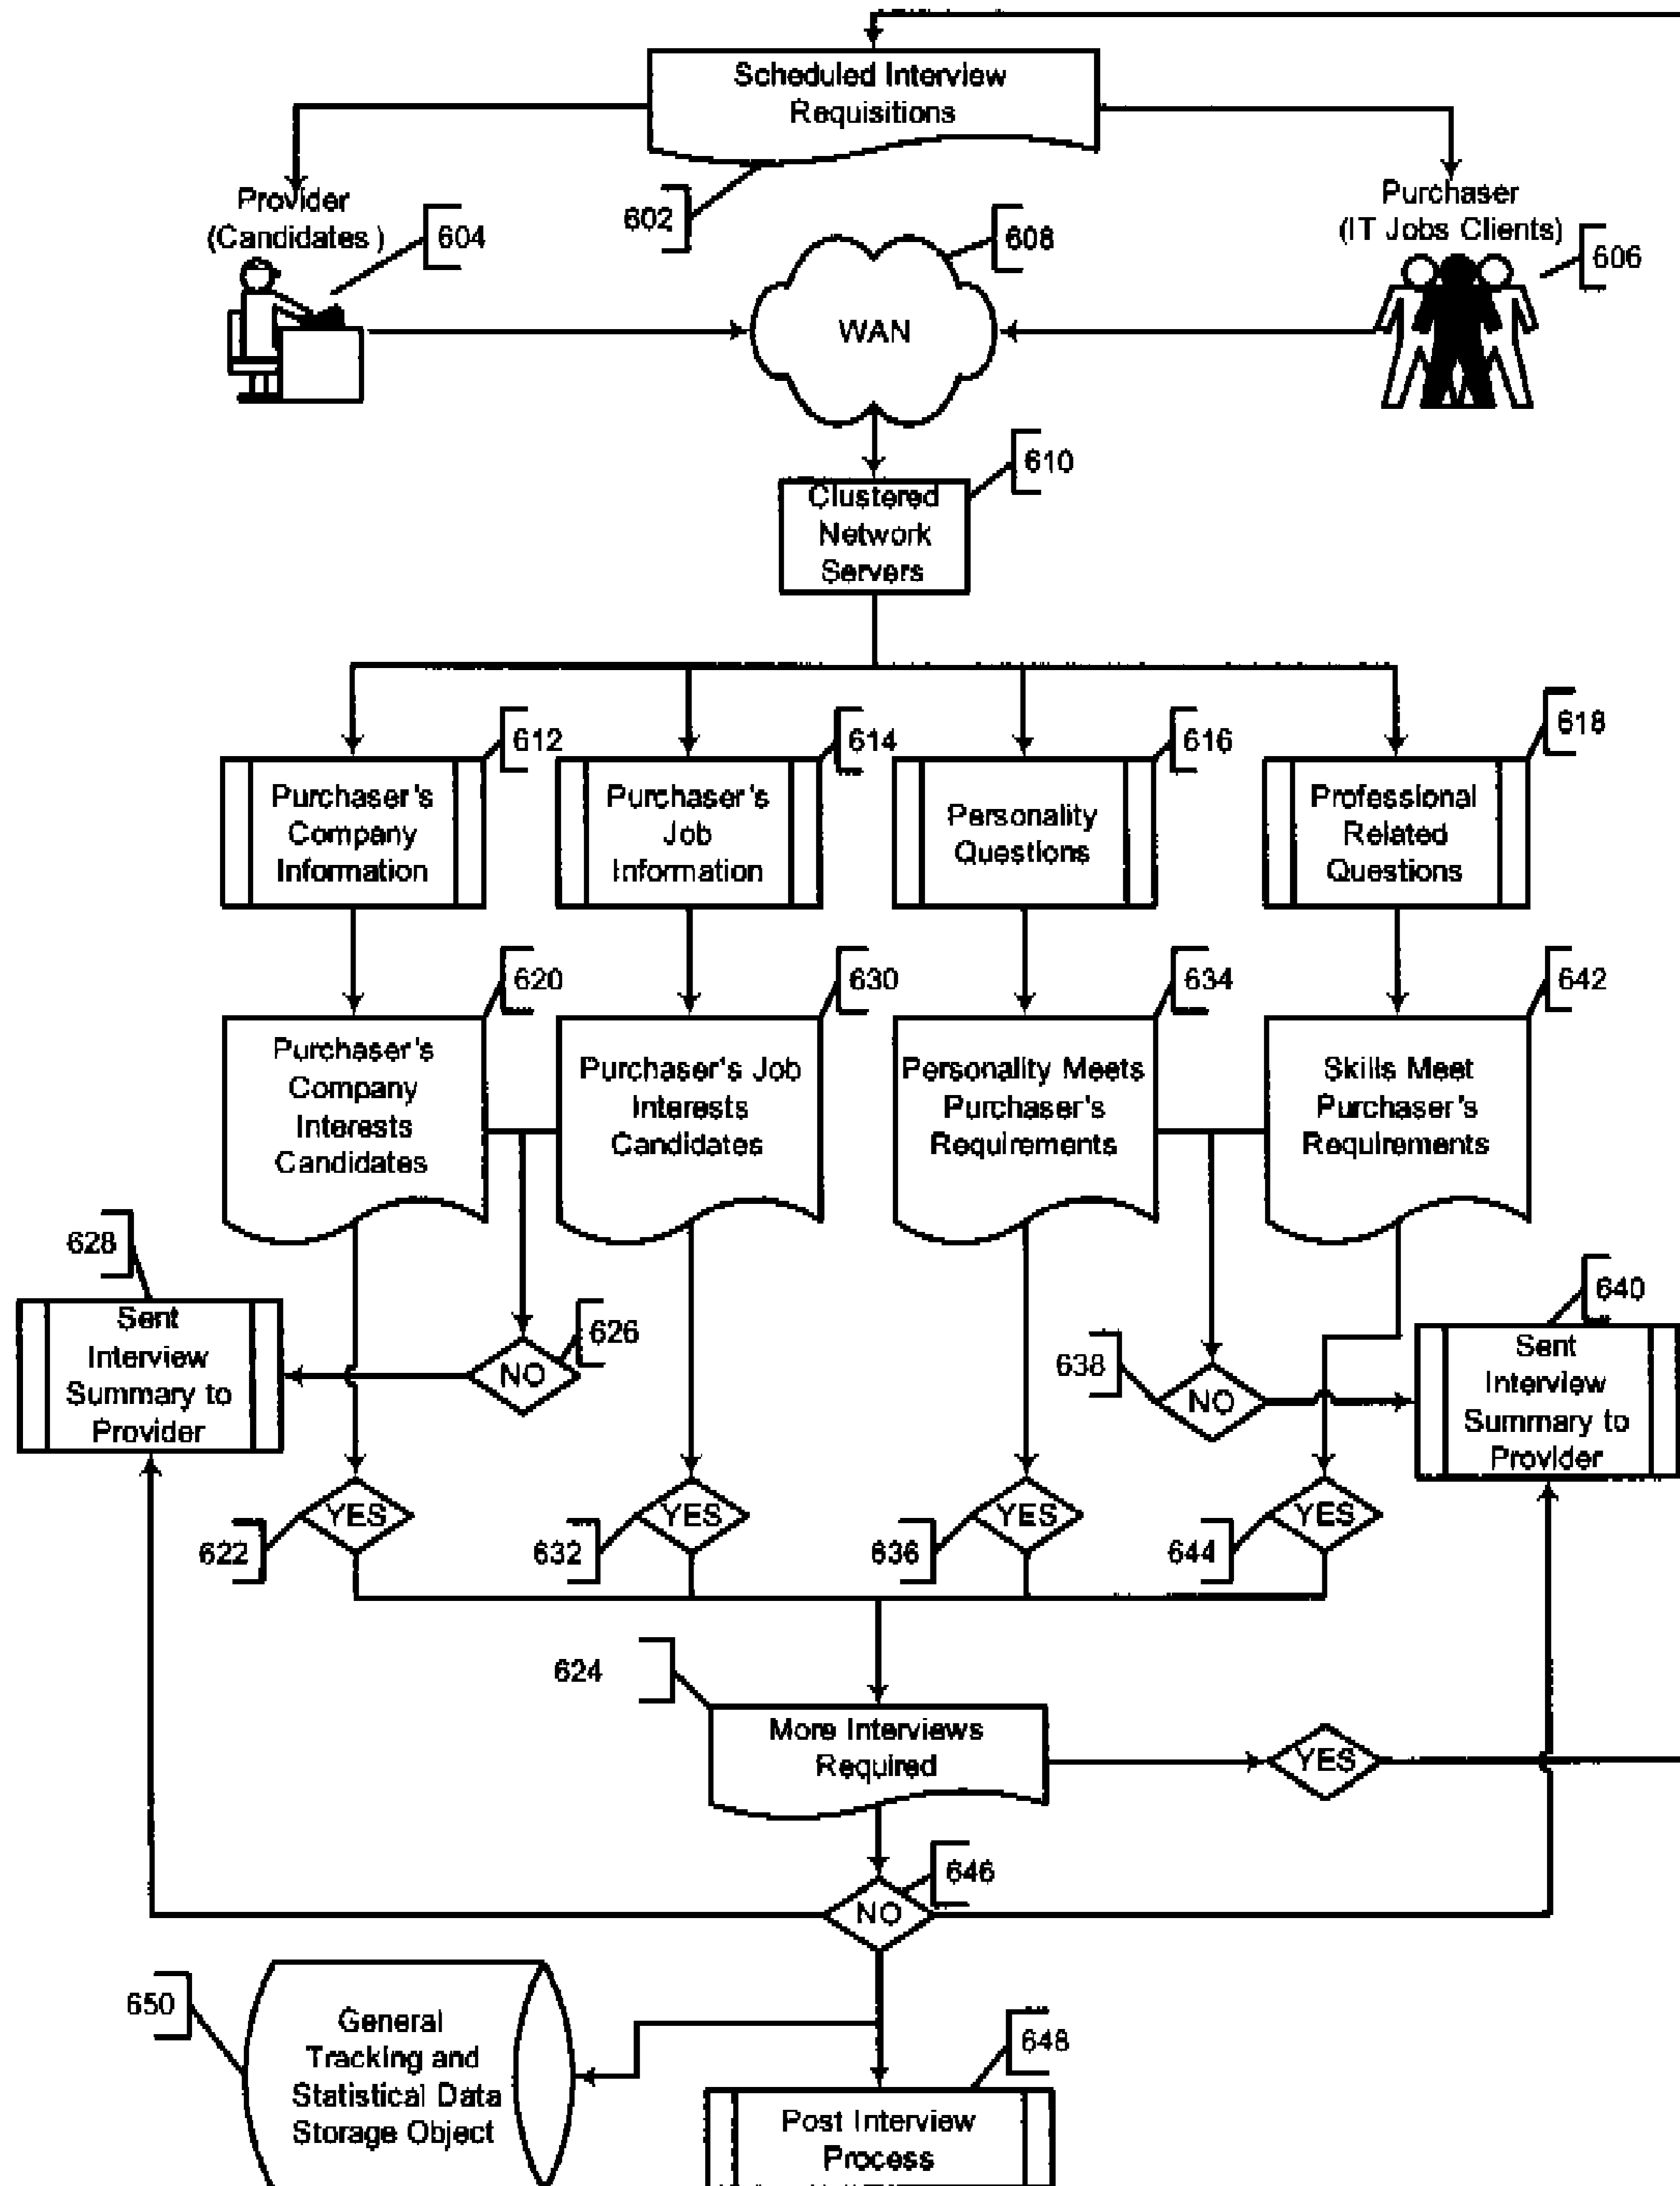 Scheduled Interview
Requisitions
602
Provider
(Candidates )
604
608
Purchaser
(IT Jobs Clients)
606
WAN
610
Clustered
Network
Servers
612
614
616
618
Purchaser's
Company
Information
Purchaser's
Job
Information
Personality
Questions
Professional
Related
Questions
620
630
634
642
Purchaser's
Company
Interests
Candidates
Purchaser's Job
Interests
Candidates
Personality Meets
Purchaser's
Requirements
Skills Meet
Purchaser's
Requirements
628
Sent
Interview
Summary to
Provider
626
NO
638
NO
640
Sent
Interview
Summary to
Provider
YES
YES
YES
YES
622
632
636
644
624
More Interviews
Required
YES
646
NO
650
General
Tracking and
Statistical Data
Storage Object
648
Post Interview
Process